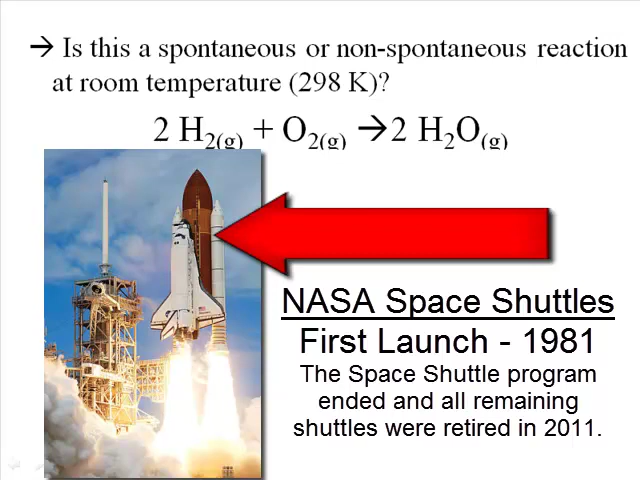 → Is this a spontaneous or non-spontaneous reaction
at room temperature (298 K)?
2 H2(g) + O2(g) →2 H2O(g)
NASA Space Shuttles
First Launch - 1981
The Space Shuttle program
ended and all remaining
shuttles were retired in 2011.